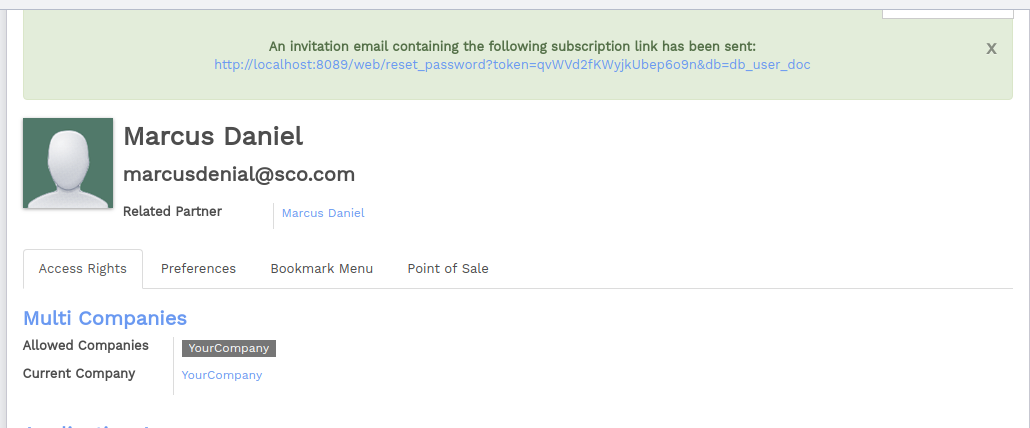 An invitation email containing the following subscription link has been sent:
X
http://localhost:8089/web/reset_password?token=qvWVd2fKWyjkUbep6o9n&db=db_user_doc
Marcus Daniel
marcusdenial@sco.com
Related Partner Marcus Daniel
Access Rights Preferences Bookmark Menu Point of Sale
Multi Companies
Allowed Companies YourCompany
Current Company YourCompany